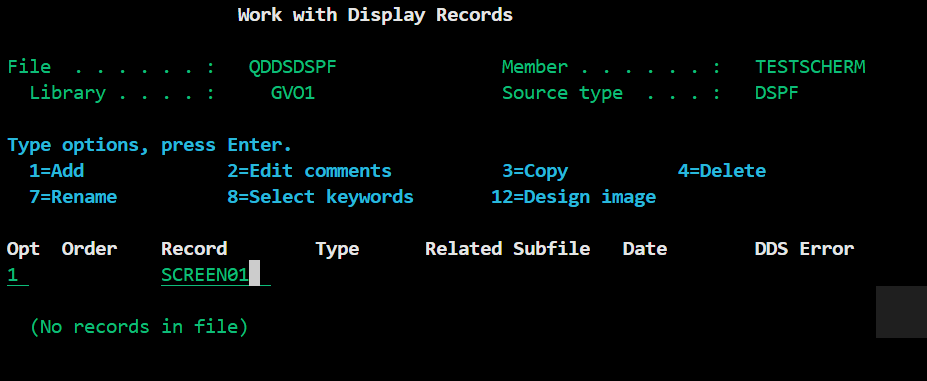 Work with Display Records
File . . . . . . : QDDSDSPF Member . . . . . . : TESTSCHERM
Library . . . . : GVO1 Source type . . . : DSPF
Type options, press Enter.
1=Add 2=Edit comments 3=Copy 4=Delete
7=Rename 8=Select keywords 12=Design image
Opt Order Record Type Related Subfile Date DDS Error
1 SCREEN01
(No records in file)